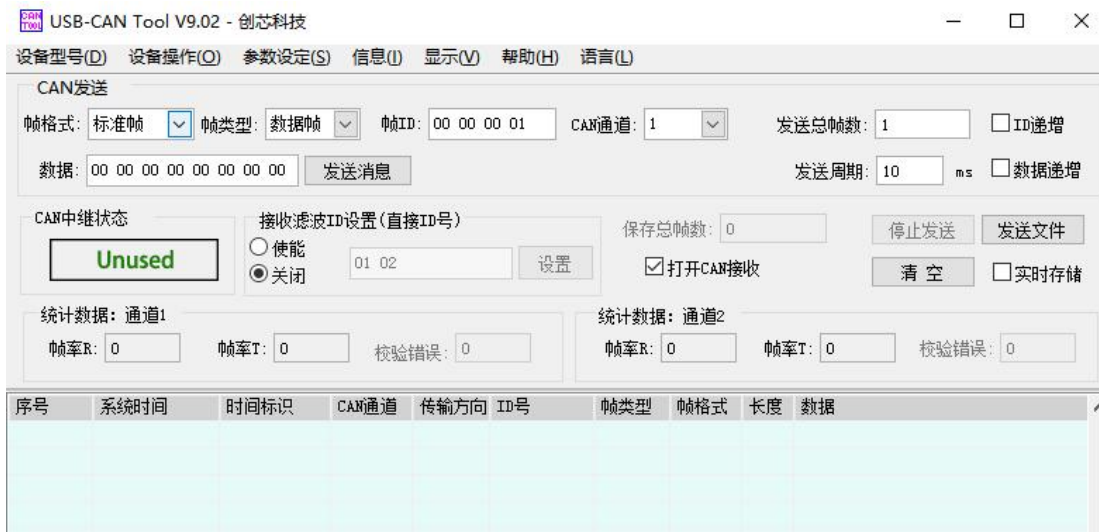 CAN TOOL USB-CAN Tool V9.02 - 创芯科技
设备型号(D) 设备操作(O) 参数设定(S) 信息(I) 显示(V) 帮助(H) 语言(L)
CAN发送
帧格式: 标准帧 帧类型: 数据帧 帧ID: 00 00 00 01 CAN通道: 1 发送总帧数: 1 ID递增
数据: 00 00 00 00 00 00 00 00 发送消息 发送周期: 10 ms 数据递增
CAN中继状态 接收滤波ID设置(直接ID号) 保存总帧数: 0 停止发送 发送文件
Unused 使能 01 02 设置 打开CAN接收 清 空 实时存储
关闭
统计数据: 通道1 统计数据: 通道2
帧率R: 0 帧率T: 0 校验错误: 0 帧率R: 0 帧率T: 0 校验错误: 0
序号 系统时间 时间标识 CAN通道 传输方向 ID号 帧类型 帧格式 长度 数据